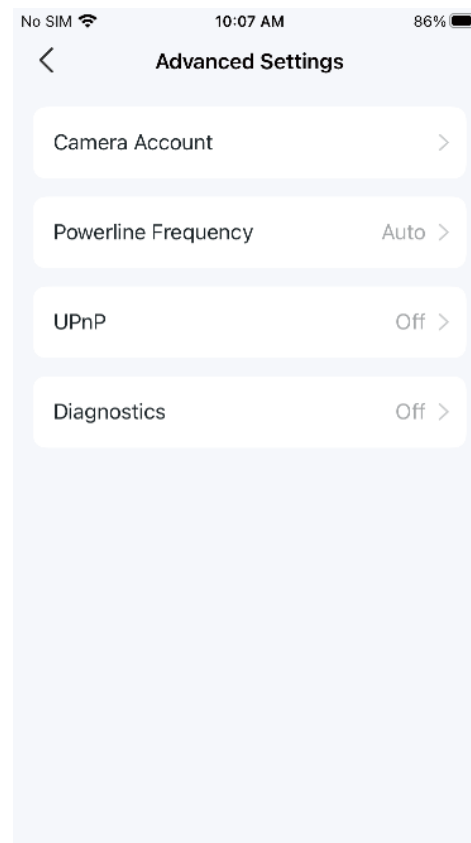 No SIM 10:07 AM 86%
Advanced Settings
Camera Account
Powerline Frequency Auto
UPnP Off
Diagnostics Off